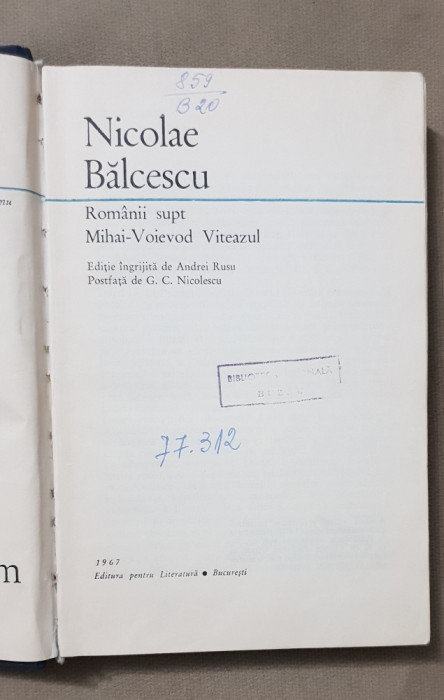 859
B20
Nicolae
Bălcescu
Românii supt
Mihai-Voievod Viteazul
Ediție îngrijită de Andrei Rusu
Postfață de G. C. Nicolescu
77.312
1967
Editura pentru Literatură • București
m